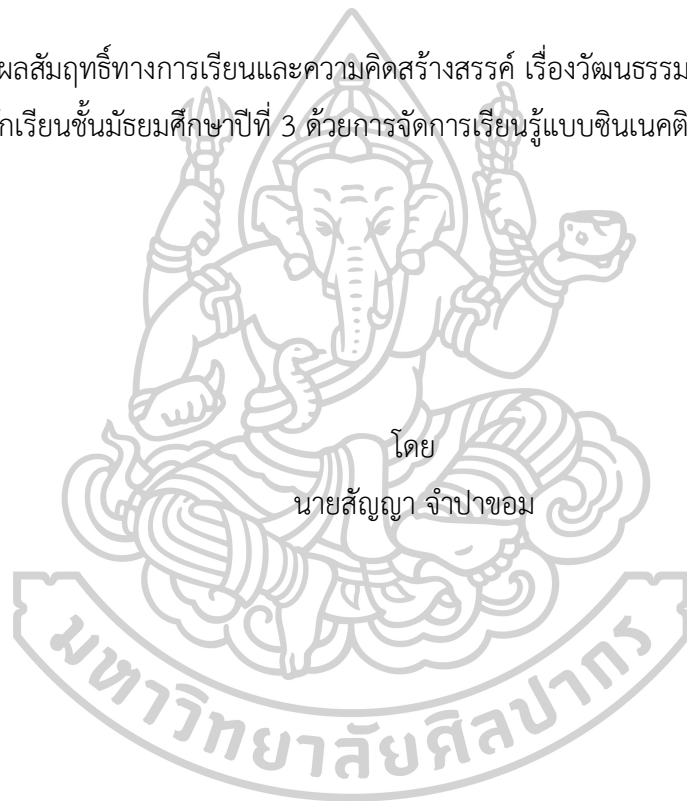 ผลสัมฤทธิ์ทางการเรียนและความคิดสร้างสรรค์ เรื่องวัฒนธรรม
เรียนชั้นมัธยมศึกษาปีที่ 3 ด้วยการจัดการเรียนรู้แบบซินเนคติ
โดย
นายสัญญา จำปาขอม
มหาวิทยาลัยศิลปากร